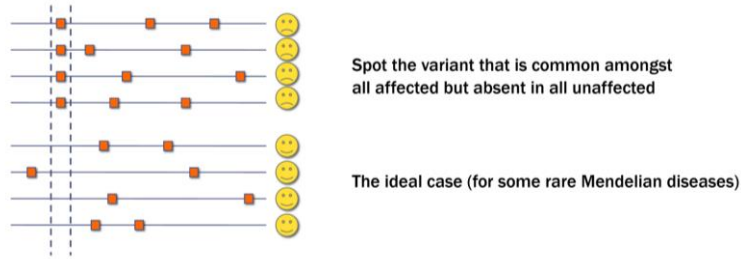 Spot the variant that is common amongst
all affected but absent in all unaffected
The ideal case (for some rare Mendelian diseases)